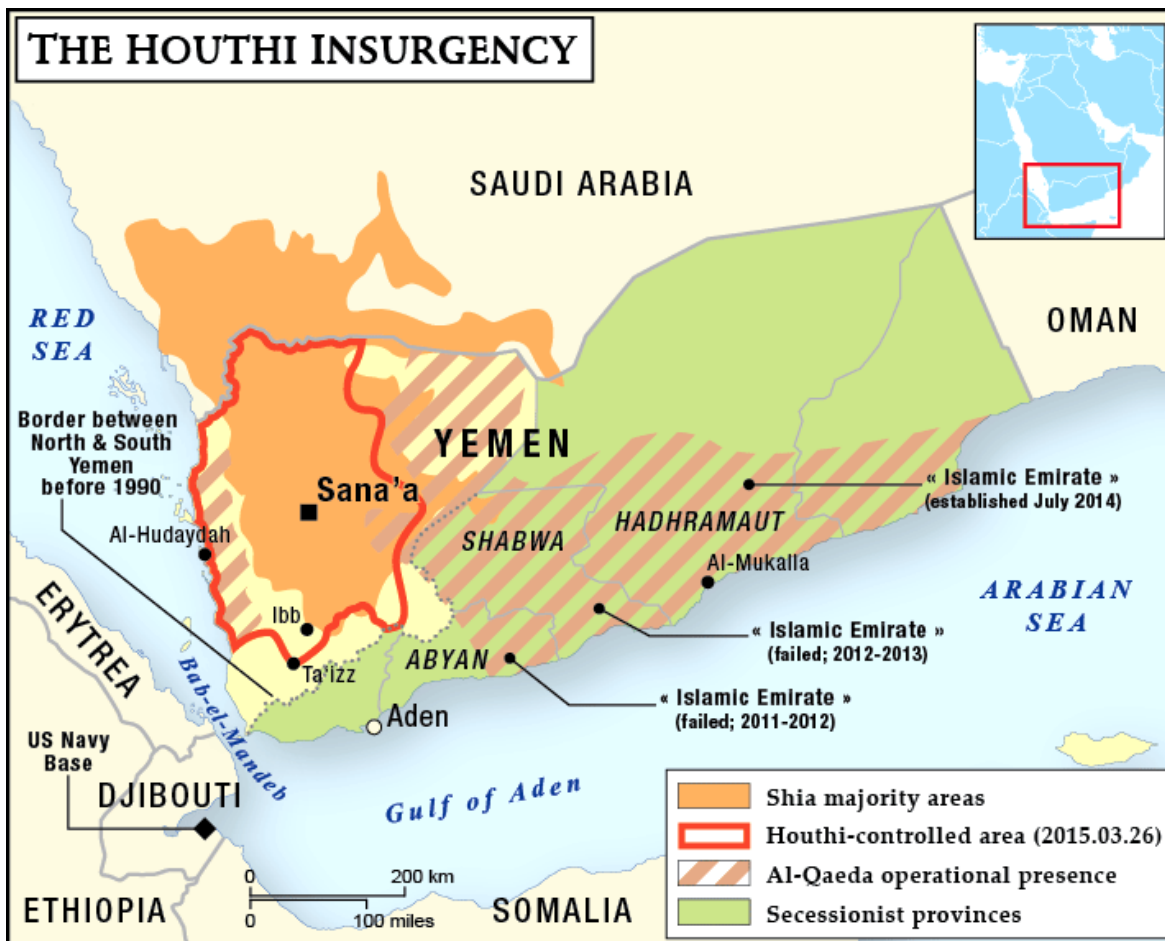 THE HOUTHI INSURGENCY
SAUDI ARABIA
OMAN
RED
SEA
Border between
North & South
Yemen
before 1990
YEMEN
Sana'a
Al-Hudaydah
« Islamic Emirate »
(established July 2014)
SHABWA
HADHRAMAUT
Al-Mukalla
ARABIAN
SEA
ERYTREA
Ibb
« Islamic Emirate »
(failed; 2012-2013)
Ta'izz
ABYAN
« Islamic Emirate »
(failed; 2011-2012)
Aden
Bab-el-Mandeb
US Navy
Base
DJIBOUTI
Gulf of Aden
Shia majority areas
Houthi-controlled area (2015.03.26)
Al-Qaeda operational presence
Secessionist provinces
0 200 km
0 100 miles
ETHIOPIA
SOMALIA